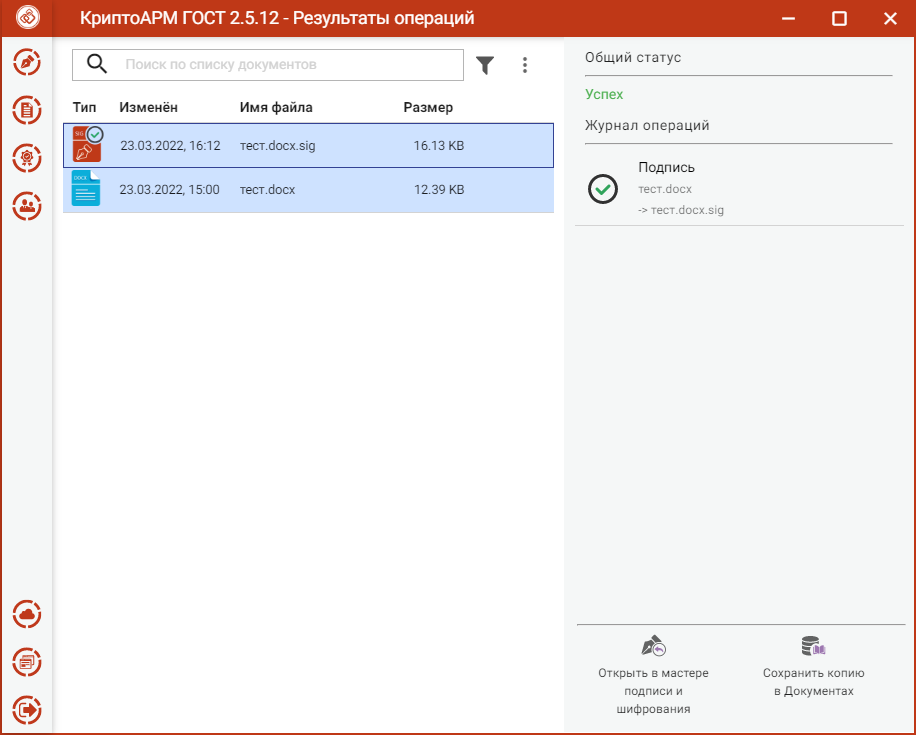 КриптоАРМ ГОСТ 2.5.12 - Результаты операций
Поиск по списку документов
Тип Изменён Имя файла Размер
SIG 23.03.2022, 16:12 тест.docx.sig 16.13 KB
DOCX 23.03.2022, 15:00 тест.docx 12.39 KB
Общий статус
Успех
Журнал операций
Подпись
тест.docx
-> тест.docx.sig
Открыть в мастере
подписи и
шифрования
Сохранить копию
в Документах